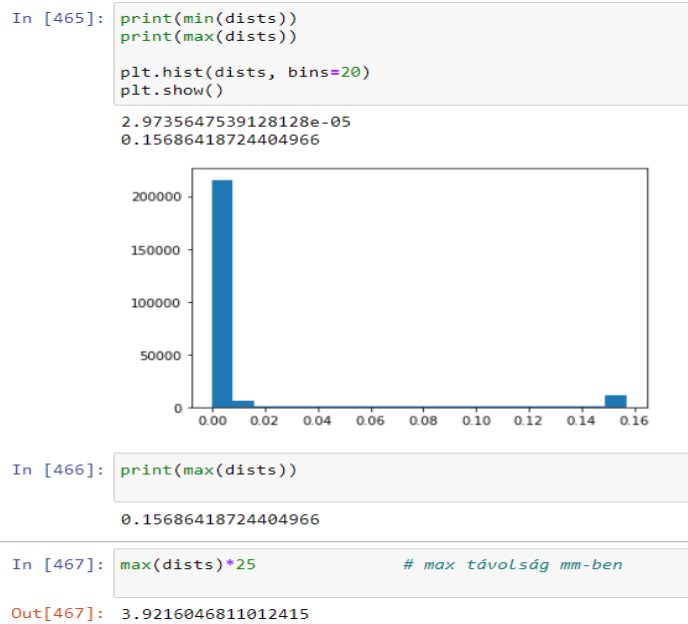 In [465]: print(min(dists))
print(max(dists))
plt.hist(dists, bins=20)
plt.show()
2.9735647539128128e-05
0.15686418724404966
200000
150000
100000
50000
0
0.00 0.02 0.04 0.06 0.08 0.10 0.12 0.14 0.16
In [466]: print(max(dists))
0.15686418724404966
In [467]: max(dists)*25 # max távolság mm-ben
Out[467]: 3.9216046811012415